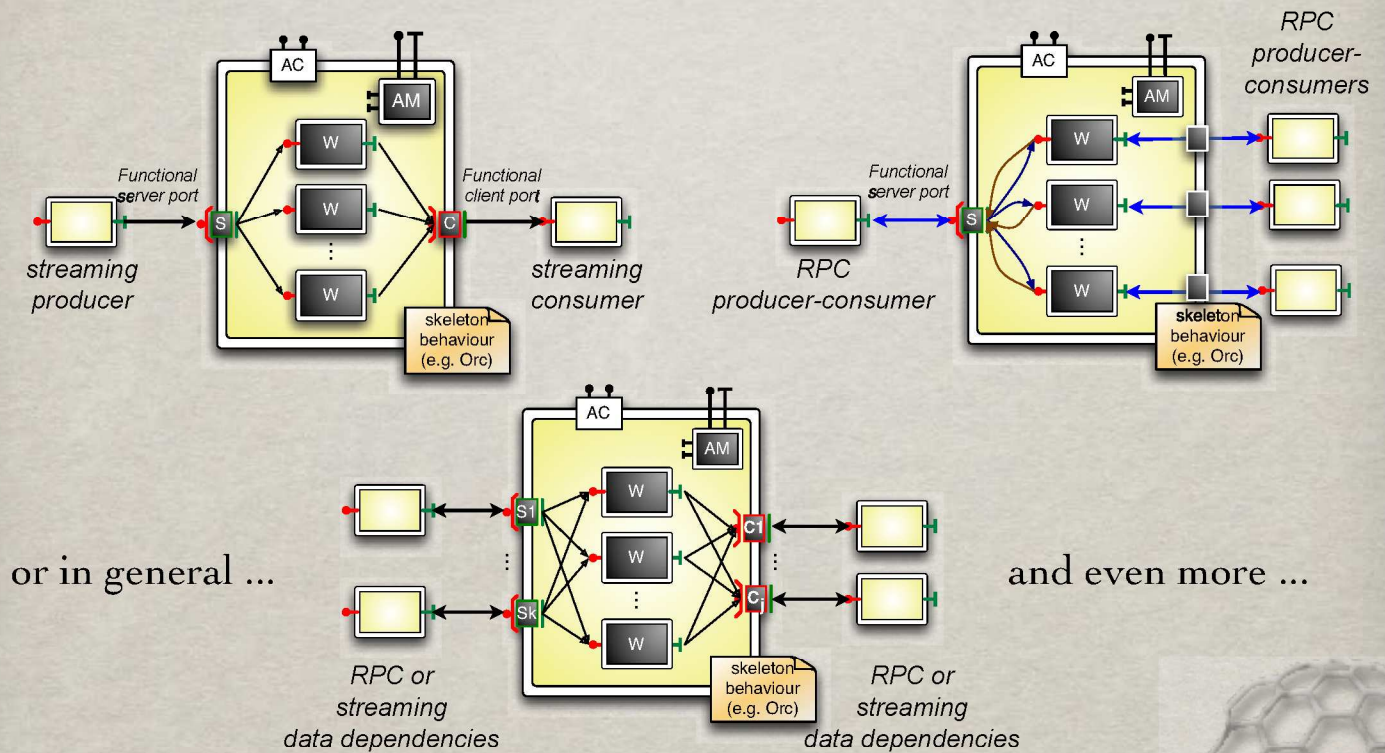 AC
AM
W
W
⋮
W
Functional
server port
S
C
Functional
client port
streaming
producer
streaming
consumer
skeleton
behaviour
(e.g. Orc)
RPC
producer-
consumers
AC
AM
W
W
⋮
W
Functional
server port
S
RPC
producer-consumer
skeleton
behaviour
(e.g. Orc)
or in general ...
AC
AM
W
W
⋮
W
S1
⋮
Sk
C1
⋮
Cj
RPC or
streaming
data dependencies
skeleton
behaviour
(e.g. Orc)
RPC or
streaming
data dependencies
and even more ...